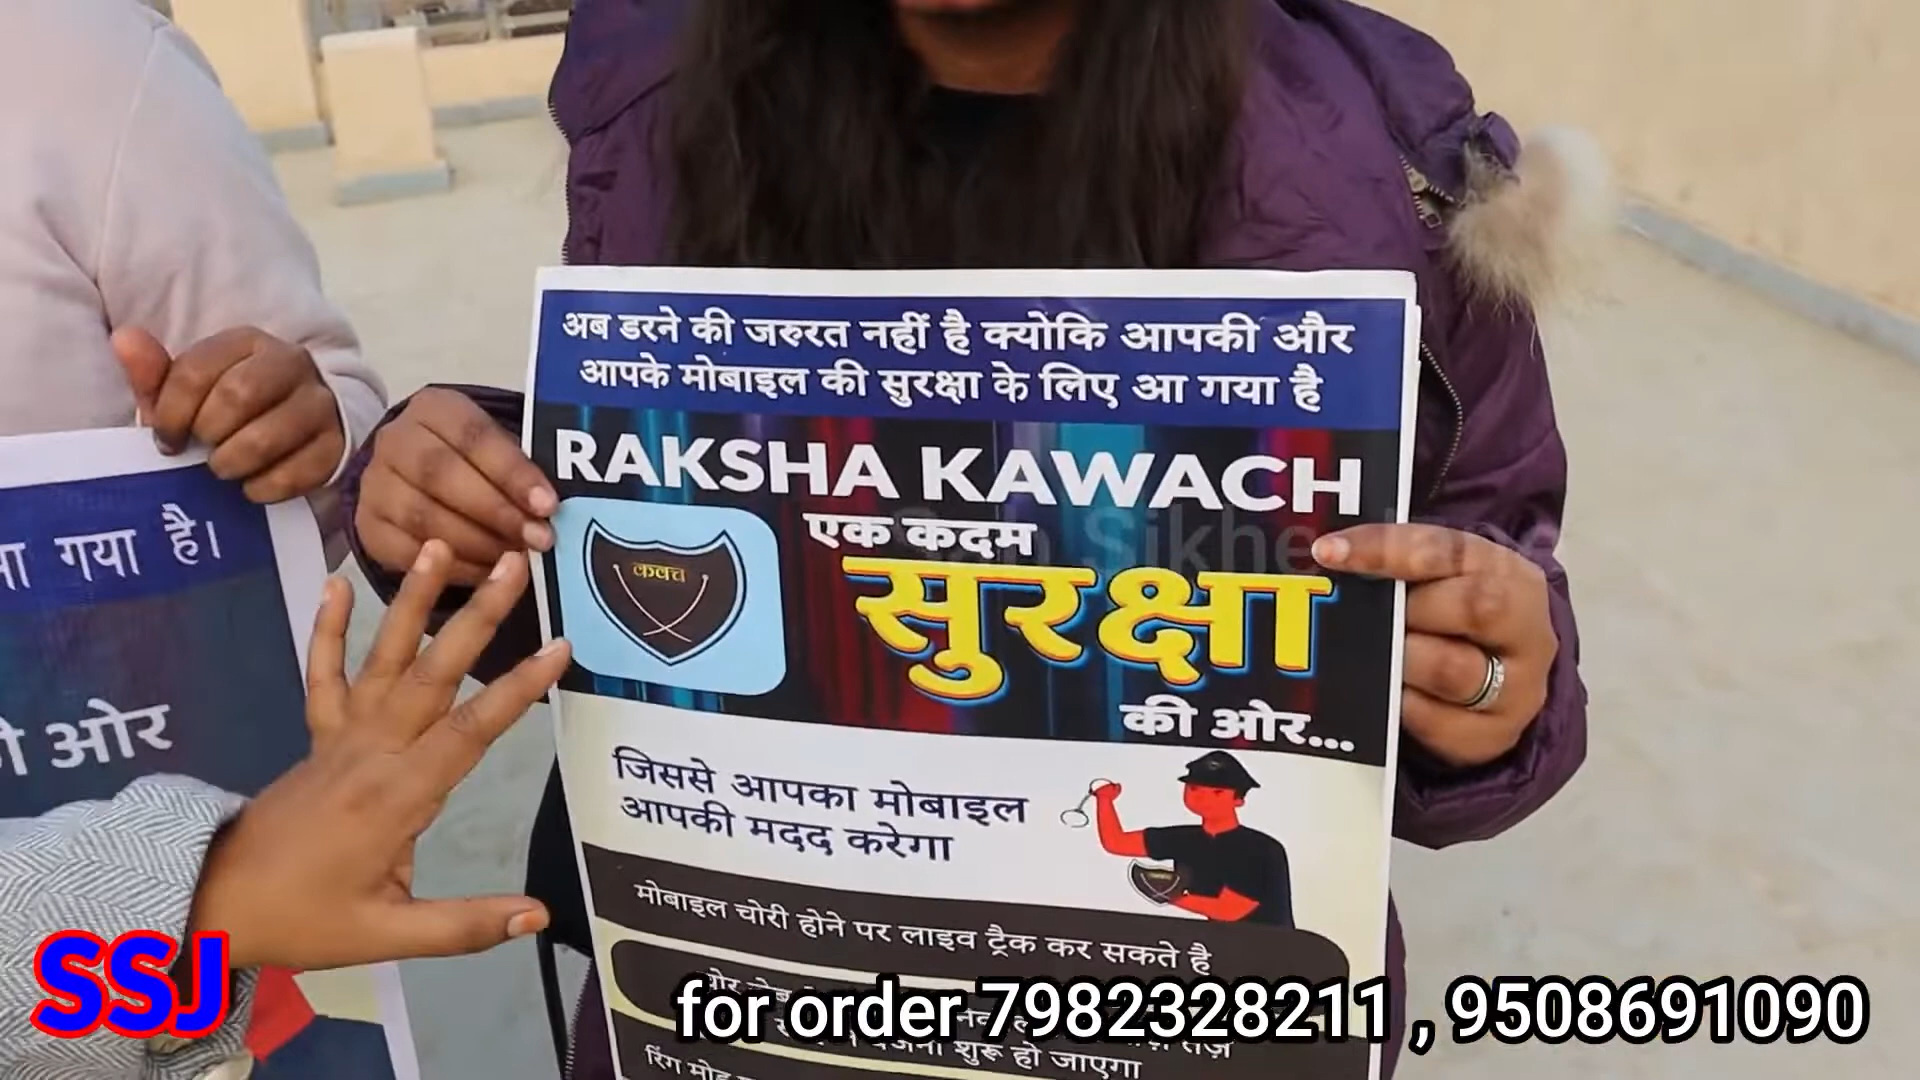 अब डरने की जरुरत नहीं है क्योकि आपकी और
आपके मोबाइल की सुरक्षा के लिए आ गया है
RAKSHA KAWACH
एक कदम
सुरक्षा
की ओर...
कवच
जिससे आपका मोबाइल
आपकी मदद करेगा
मोबाइल चोरी होने पर लाइव ट्रैक कर सकते है
शुरू हो जाएगा
रिंग मोड
गया है।
ओर
SSJ
for order 7982328211 , 9508691090